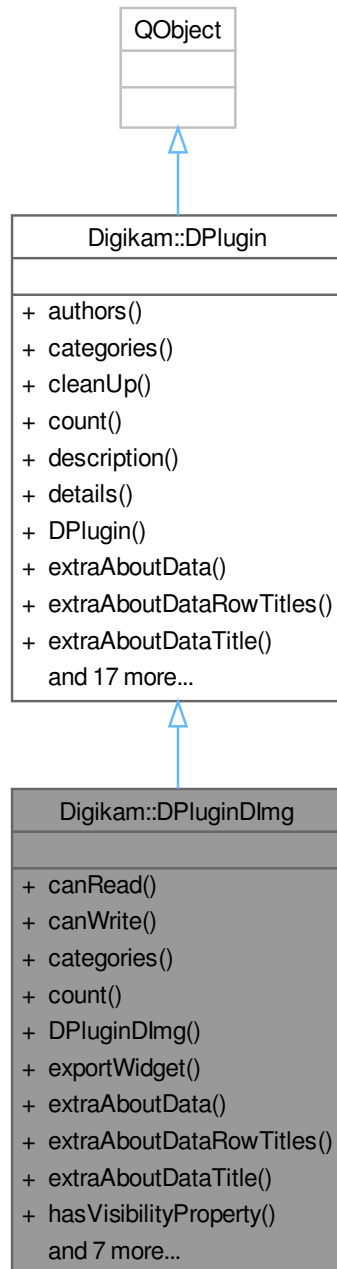 QObject
Digikam::DPlugin
+ authors()
+ categories()
+ cleanUp()
+ count()
+ description()
+ details()
+ DPlugin()
+ extraAboutData()
+ extraAboutDataRowTitles()
+ extraAboutDataTitle()
and 17 more...
Digikam::DPluginDImg
+ canRead()
+ canWrite()
+ categories()
+ count()
+ DPluginDImg()
+ exportWidget()
+ extraAboutData()
+ extraAboutDataRowTitles()
+ extraAboutDataTitle()
+ hasVisibilityProperty()
and 7 more...